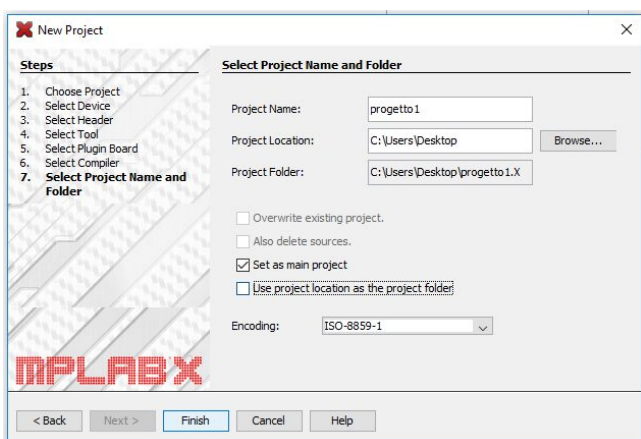 New Project
Steps
1. Choose Project
2. Select Device
3. Select Header
4. Select Tool
5. Select Plugin Board
6. Select Compiler
7. Select Project Name and
Folder
MPLAB X
Select Project Name and Folder
Project Name: progetto1
Project Location: C:\Users\Desktop Browse...
Project Folder: C:\Users\Desktop\progetto1.X
Overwrite existing project.
Also delete sources.
Set as main project
Use project location as the project folder
Encoding: ISO-8859-1
< Back Next > Finish Cancel Help